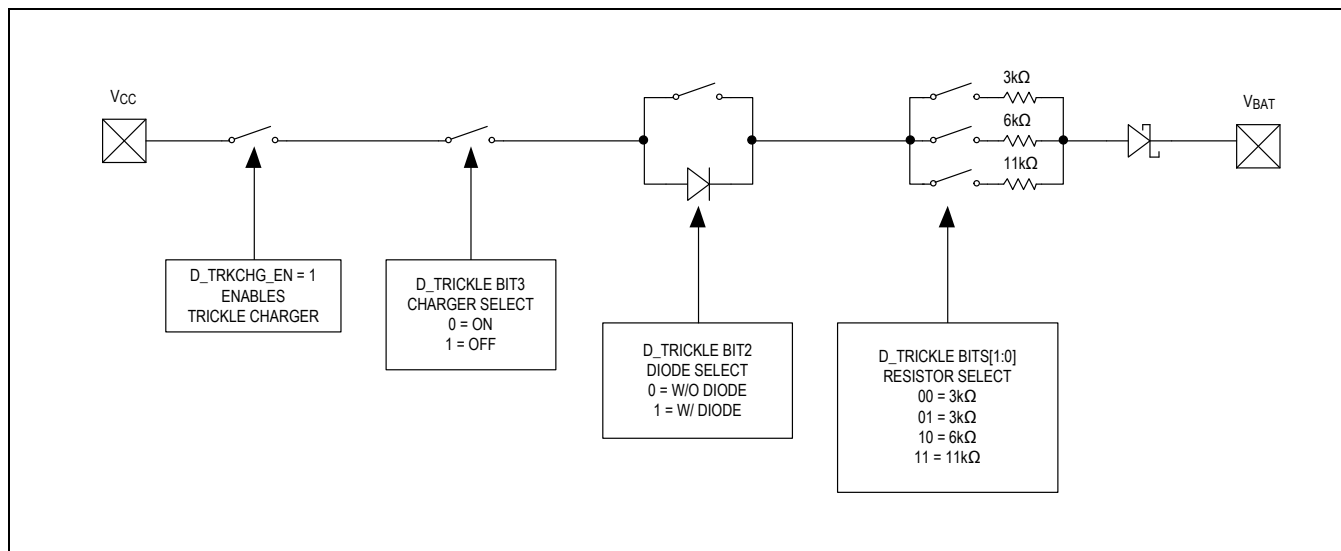 3kΩ
VCC
VBAT
6kΩ
11kΩ
D_TRKCHG_EN = 1
ENABLES
TRICKLE CHARGER
D_TRICKLE BIT3
CHARGER SELECT
0 = ON
1 = OFF
D_TRICKLE BIT2
DIODE SELECT
0 = W/O DIODE
1 = W/ DIODE
D_TRICKLE BITS[1:0]
RESISTOR SELECT
00 = 3kΩ
01 = 3kΩ
10 = 6kΩ
11 = 11kΩ